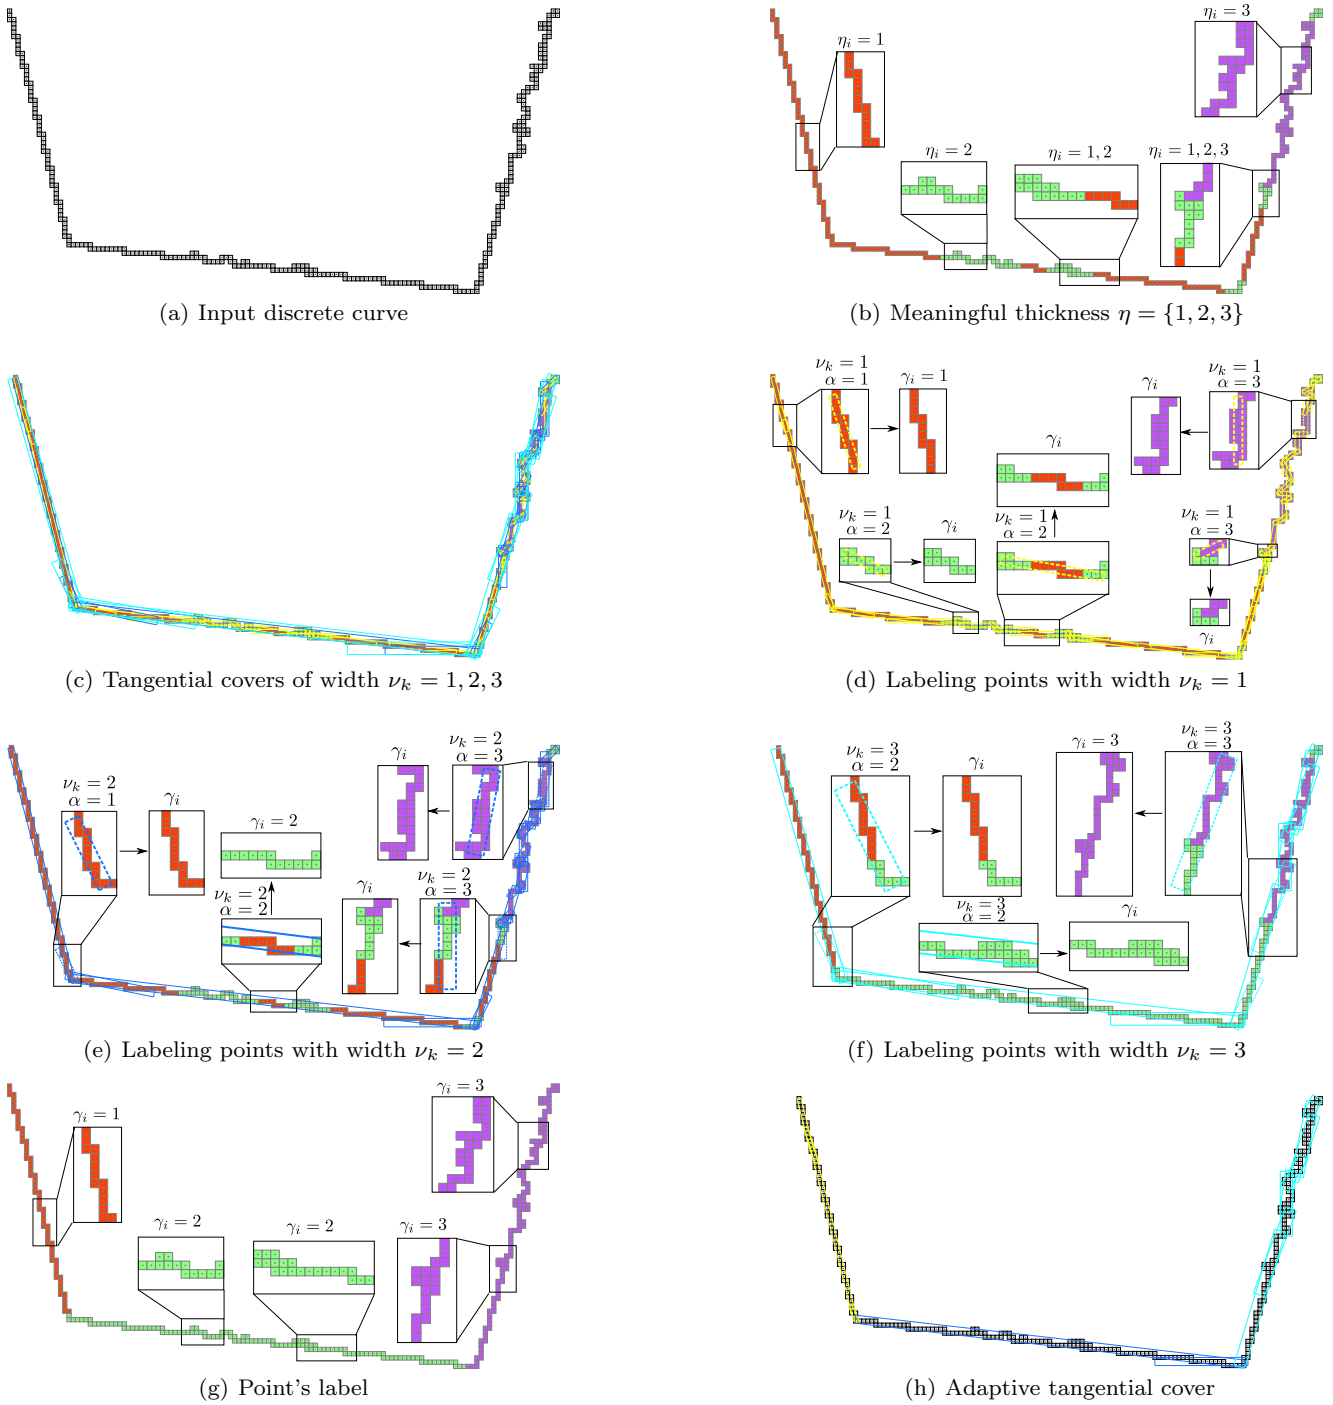 (a) Input discrete curve
ηᵢ = 1
ηᵢ = 3
ηᵢ = 2
ηᵢ = 1, 2
ηᵢ = 1, 2, 3
(b) Meaningful thickness η = {1, 2, 3}
(c) Tangential covers of width νₖ = 1, 2, 3
νₖ = 1
α = 1
γᵢ = 1
γᵢ
νₖ = 1
α = 3
γᵢ
νₖ = 1
α = 2
γᵢ
νₖ = 1
α = 2
νₖ = 1
α = 3
γᵢ
(d) Labeling points with width νₖ = 1
νₖ = 2
α = 1
γᵢ
γᵢ = 2
νₖ = 2
α = 2
γᵢ
νₖ = 2
α = 3
γᵢ
νₖ = 2
α = 3
(e) Labeling points with width νₖ = 2
νₖ = 3
α = 2
γᵢ
γᵢ = 3
νₖ = 3
α = 3
νₖ = 3
α = 2
γᵢ
(f) Labeling points with width νₖ = 3
γᵢ = 1
γᵢ = 3
γᵢ = 2
γᵢ = 2
γᵢ = 3
(g) Point's label
(h) Adaptive tangential cover